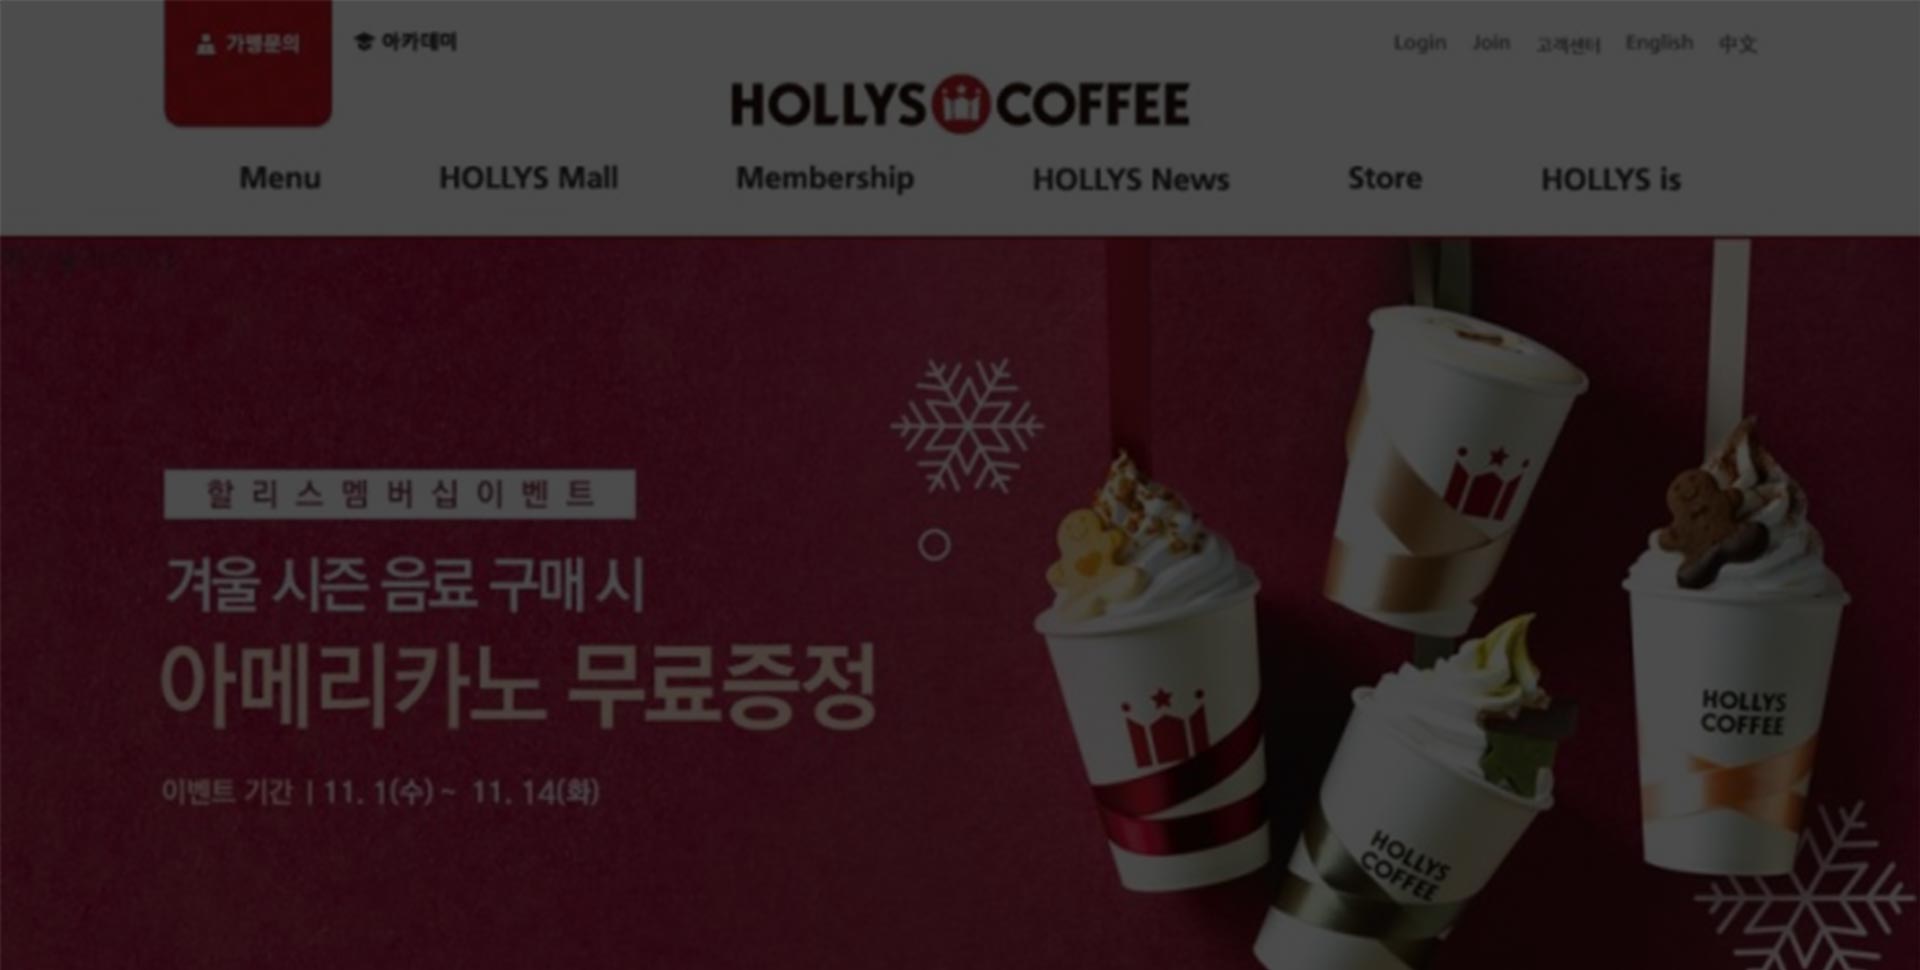 가맹문의
아카데미
Login Join 고객센터 English 中文
HOLLYS COFFEE
Menu HOLLYS Mall Membership HOLLYS News Store HOLLYS is
할리스멤버십이벤트
겨울 시즌 음료 구매 시
아메리카노 무료증정
이벤트 기간 | 11. 1(수) ~ 11. 14(화)
HOLLYS
COFFEE
HOLLYS
COFFEE